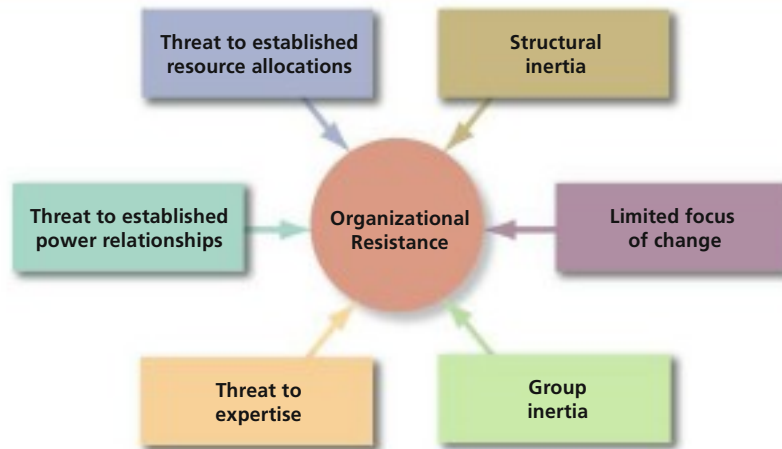 Threat to established
resource allocations
Structural
inertia
Threat to established
power relationships
Organizational
Resistance
Limited focus
of change
Threat to
expertise
Group
inertia